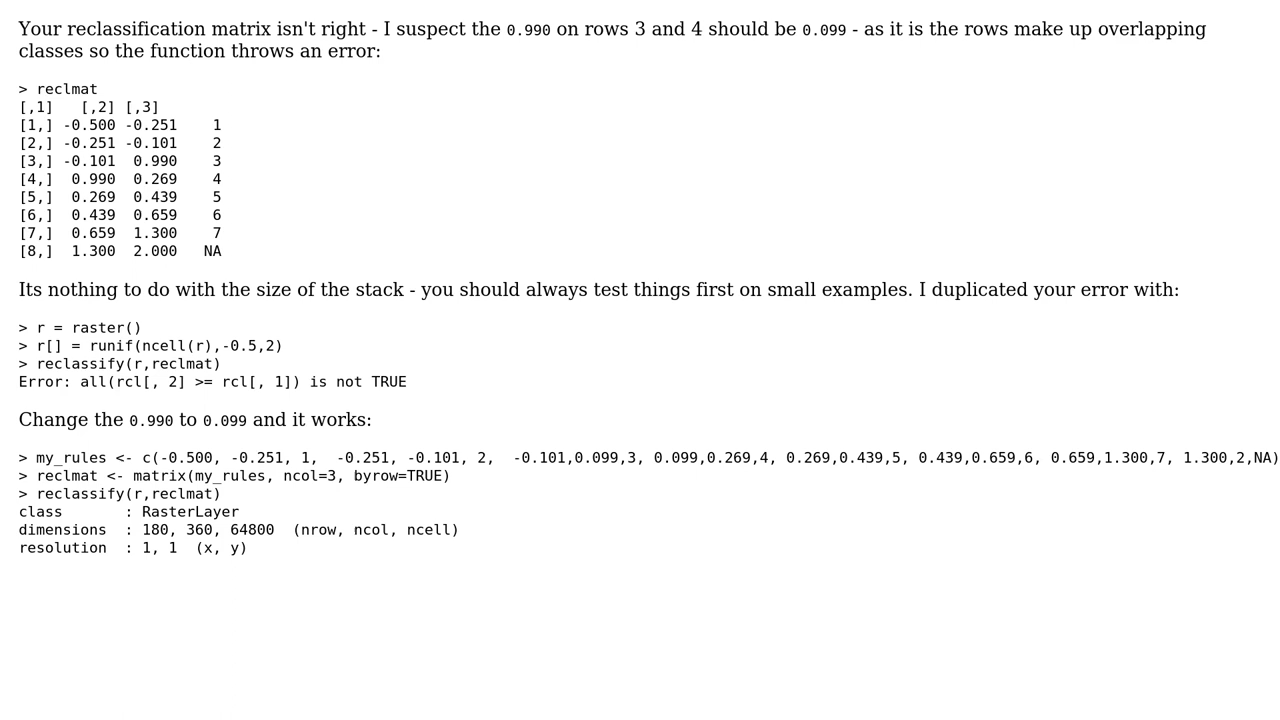 Your reclassification matrix isn't right - I suspect the 0.990 on rows 3 and 4 should be 0.099 - as it is the rows make up overlapping
classes so the function throws an error:
> reclmat
[,1]   [,2] [,3]
[1,] -0.500 -0.251    1
[2,] -0.251 -0.101    2
[3,] -0.101  0.990    3
[4,]  0.990  0.269    4
[5,]  0.269  0.439    5
[6,]  0.439  0.659    6
[7,]  0.659  1.300    7
[8,]  1.300  2.000   NA
Its nothing to do with the size of the stack - you should always test things first on small examples. I duplicated your error with:
> r = raster()
> r[] = runif(ncell(r),-0.5,2)
> reclassify(r,reclmat)
Error: all(rcl[, 2] >= rcl[, 1]) is not TRUE
Change the 0.990 to 0.099 and it works:
> my_rules <- c(-0.500, -0.251, 1,  -0.251, -0.101, 2,  -0.101,0.099,3, 0.099,0.269,4, 0.269,0.439,5, 0.439,0.659,6, 0.659,1.300,7, 1.300,2,NA)
> reclmat <- matrix(my_rules, ncol=3, byrow=TRUE)
> reclassify(r,reclmat)
class       : RasterLayer
dimensions  : 180, 360, 64800  (nrow, ncol, ncell)
resolution  : 1, 1  (x, y)